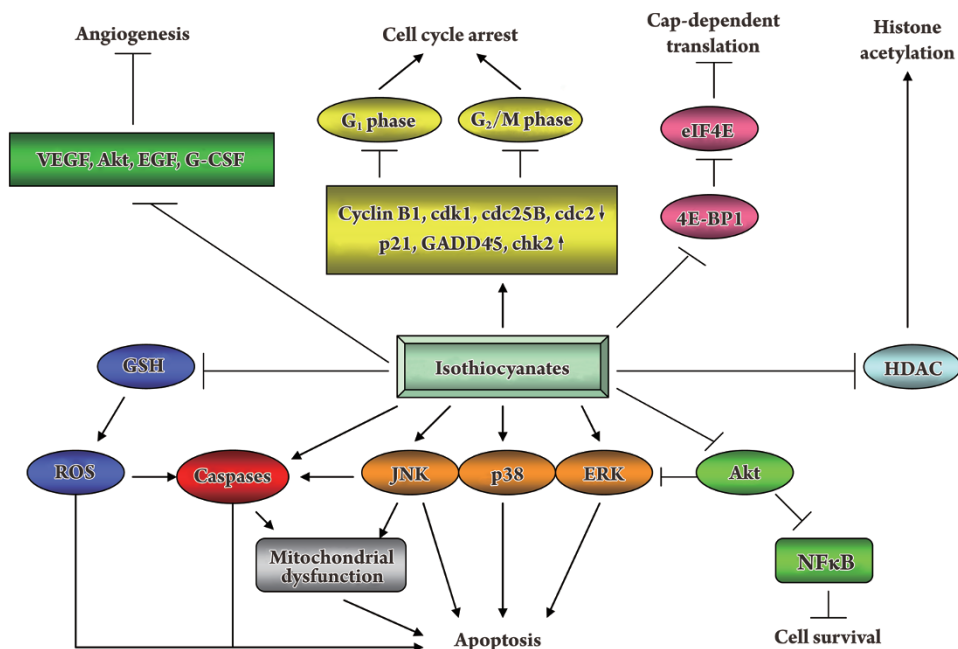 Angiogenesis
Cell cycle arrest
Cap-dependent
translation
Histone
acetylation
G₁ phase
G₂/M phase
eIF4E
VEGF, Akt, EGF, G-CSF
Cyclin B1, cdk1, cdc25B, cdc2↓
p21, GADD45, chk2↑
4E-BP1
GSH
Isothiocyanates
HDAC
ROS
Caspases
JNK
p38
ERK
Akt
Mitochondrial
dysfunction
NFκB
Apoptosis
Cell survival